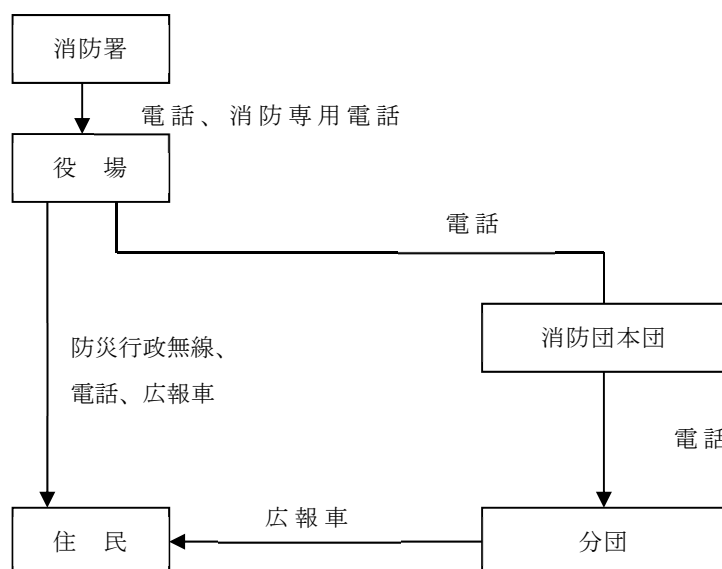 消防署
電話、消防専用電話
役　場
電話
消防団本団
防災行政無線、
電話、広報車
電話
広報車
住　民
分団